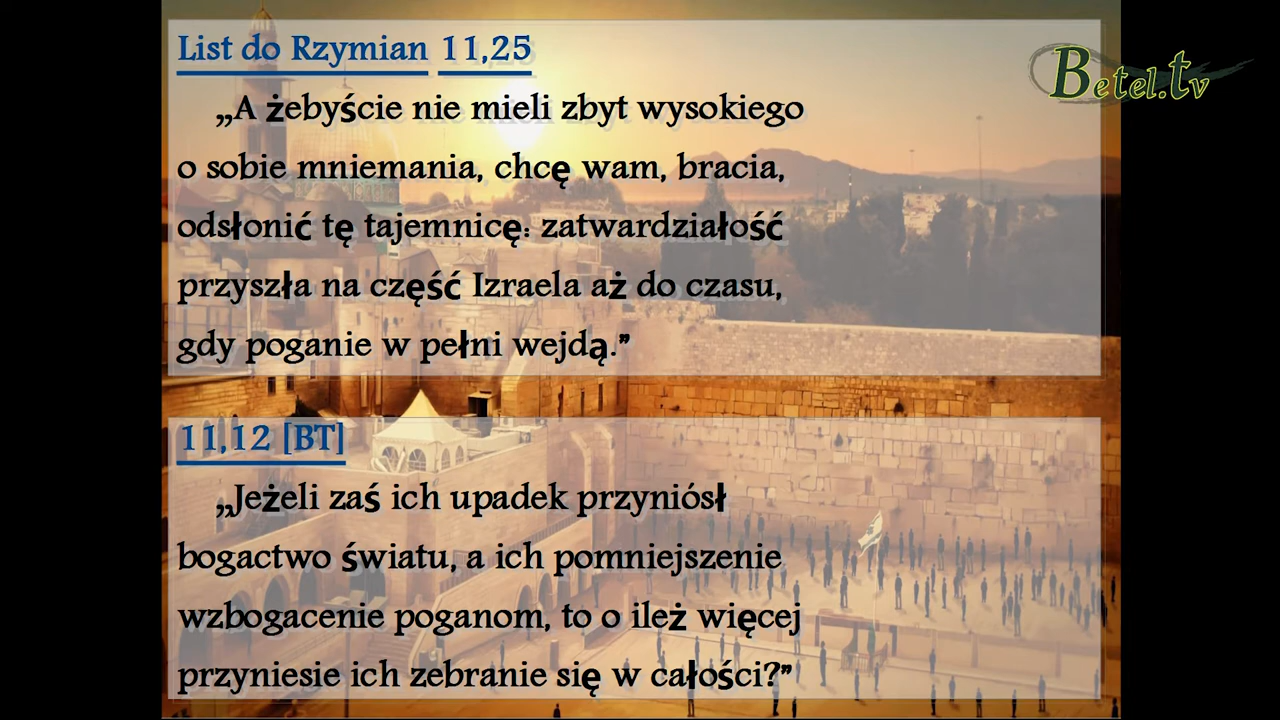 List do Rzymian 11,25
Betel.tv
„A żebyście nie mieli zbyt wysokiego
o sobie mniemania, chcę wam, bracia,
odsłonić tę tajemnicę: zatwardziałość
przyszła na część Izraela aż do czasu,
gdy poganie w pełni wejdą.”
11,12 [BT]
„Jeżeli zaś ich upadek przyniósł
bogactwo światu, a ich pomniejszenie
wzbogacenie poganom, to o ileż więcej
przyniesie ich zebranie się w całości?”